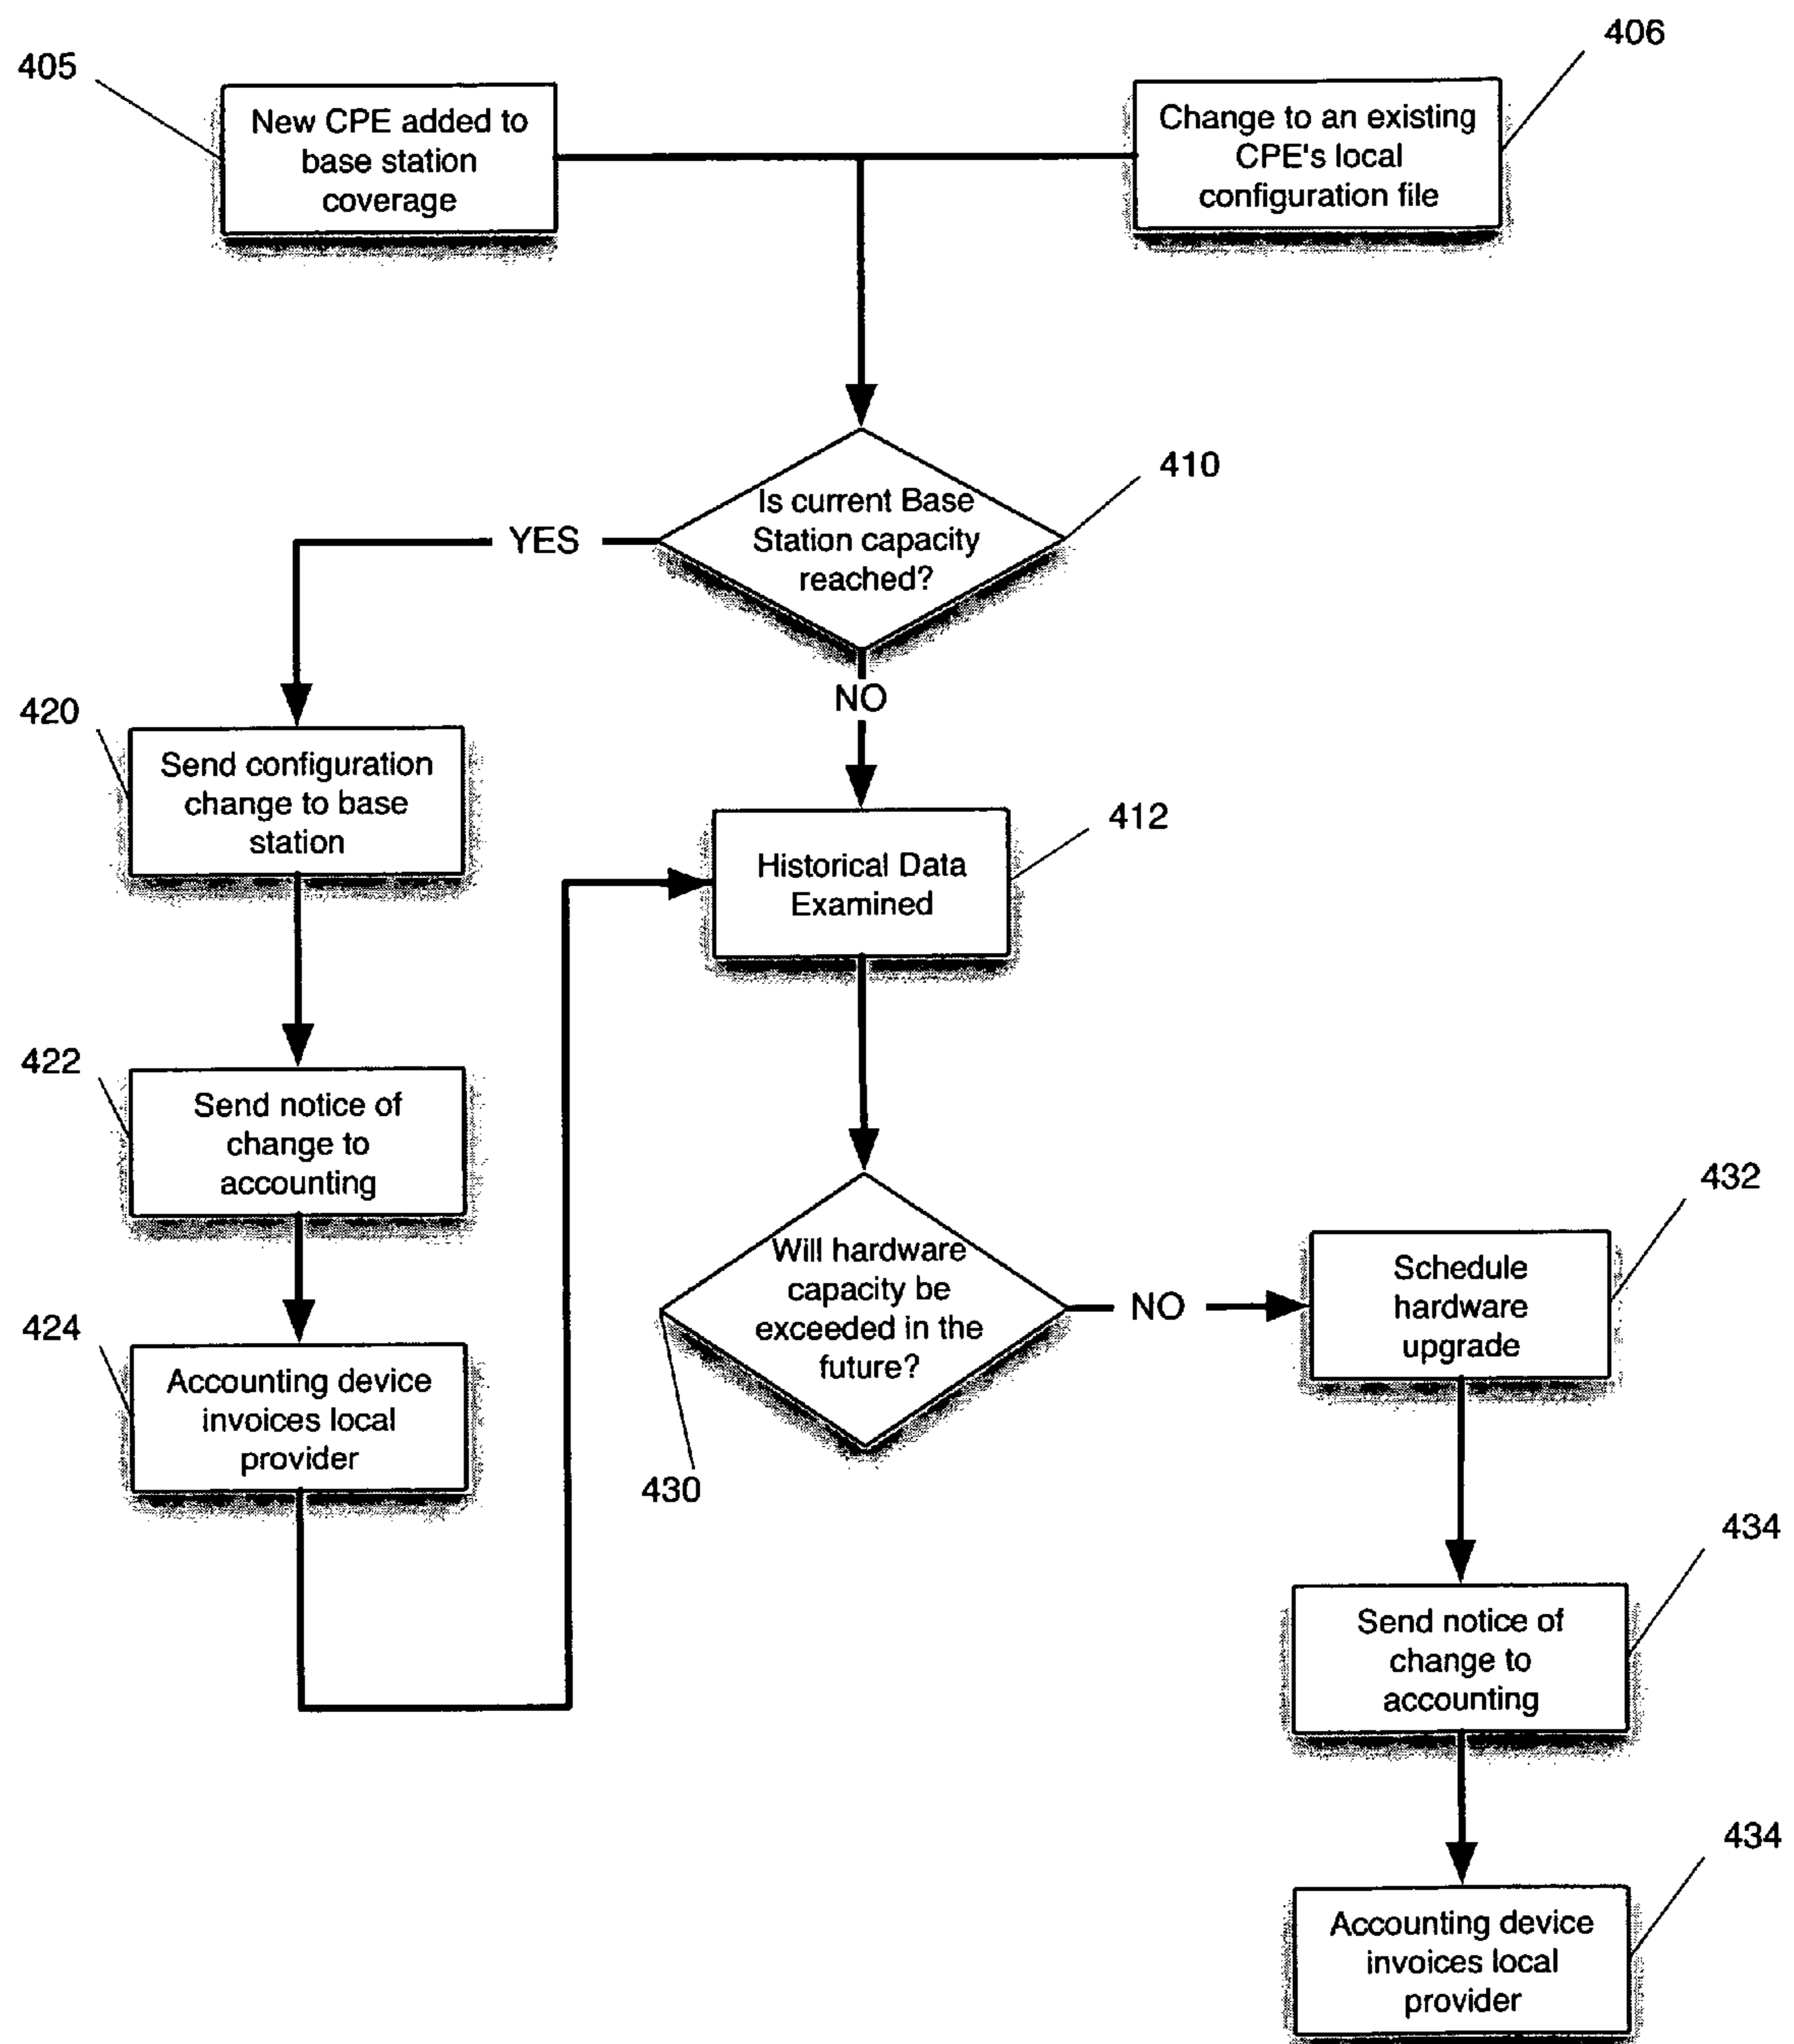 406
405
New CPE added to
base station
coverage
Change to an existing
CPE's local
configuration file
410
Is current Base
Station capacity
reached?
YES
NO
420
Send configuration
change to base
station
412
Historical Data
Examined
422
Send notice of
change to
accounting
424
Accounting device
invoices local
provider
Will hardware
capacity be
exceeded in the
future?
430
NO
432
Schedule
hardware
upgrade
434
Send notice of
change to
accounting
434
Accounting device
invoices local
provider